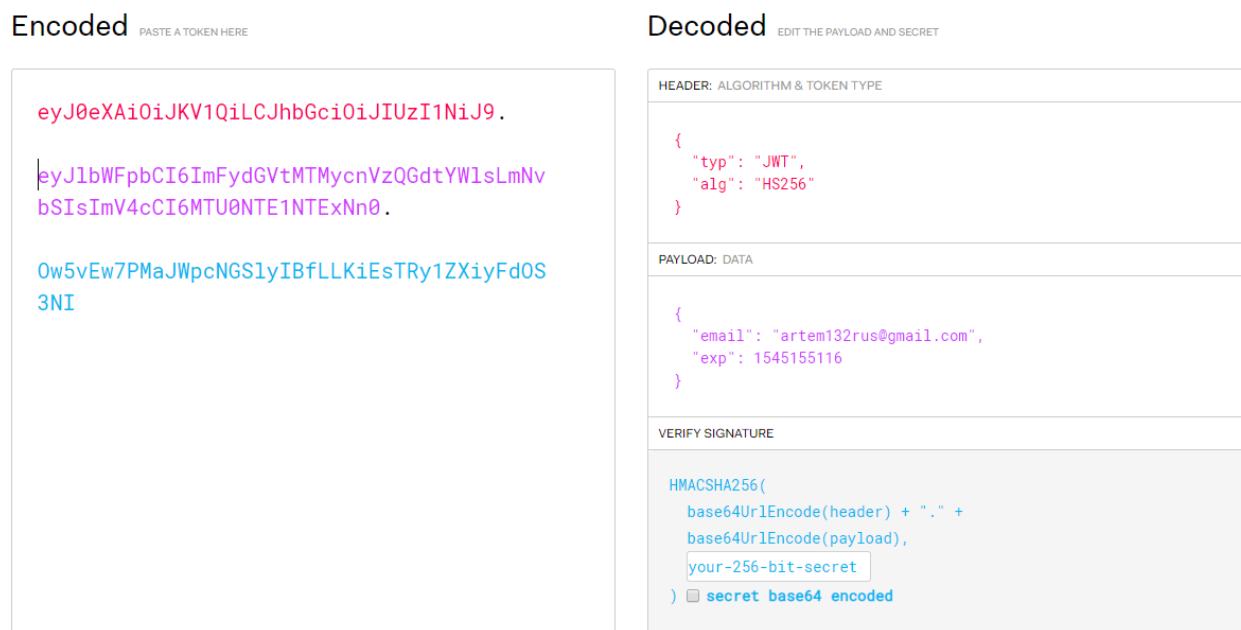 Encoded PASTE A TOKEN HERE
eyJ0eXAiOiJKV1QiLCJhbGciOiJIUzI1NiJ9.
eyJlbWFpbCI6ImFydGVtMTMycnVzQGdtYWlsLmNv
bSIsImV4cCI6MTU0NTE1NTExNn0.
Ow5vEw7PMaJWpcNGSlyIBfLLKiEsTRy1ZXiyFdOS
3NI
Decoded EDIT THE PAYLOAD AND SECRET
HEADER: ALGORITHM & TOKEN TYPE
{
"typ": "JWT",
"alg": "HS256"
}
PAYLOAD: DATA
{
"email": "artem132rus@gmail.com",
"exp": 1545155116
}
VERIFY SIGNATURE
HMACSHA256(
base64UrlEncode(header) + "." +
base64UrlEncode(payload),
your-256-bit-secret
) secret base64 encoded